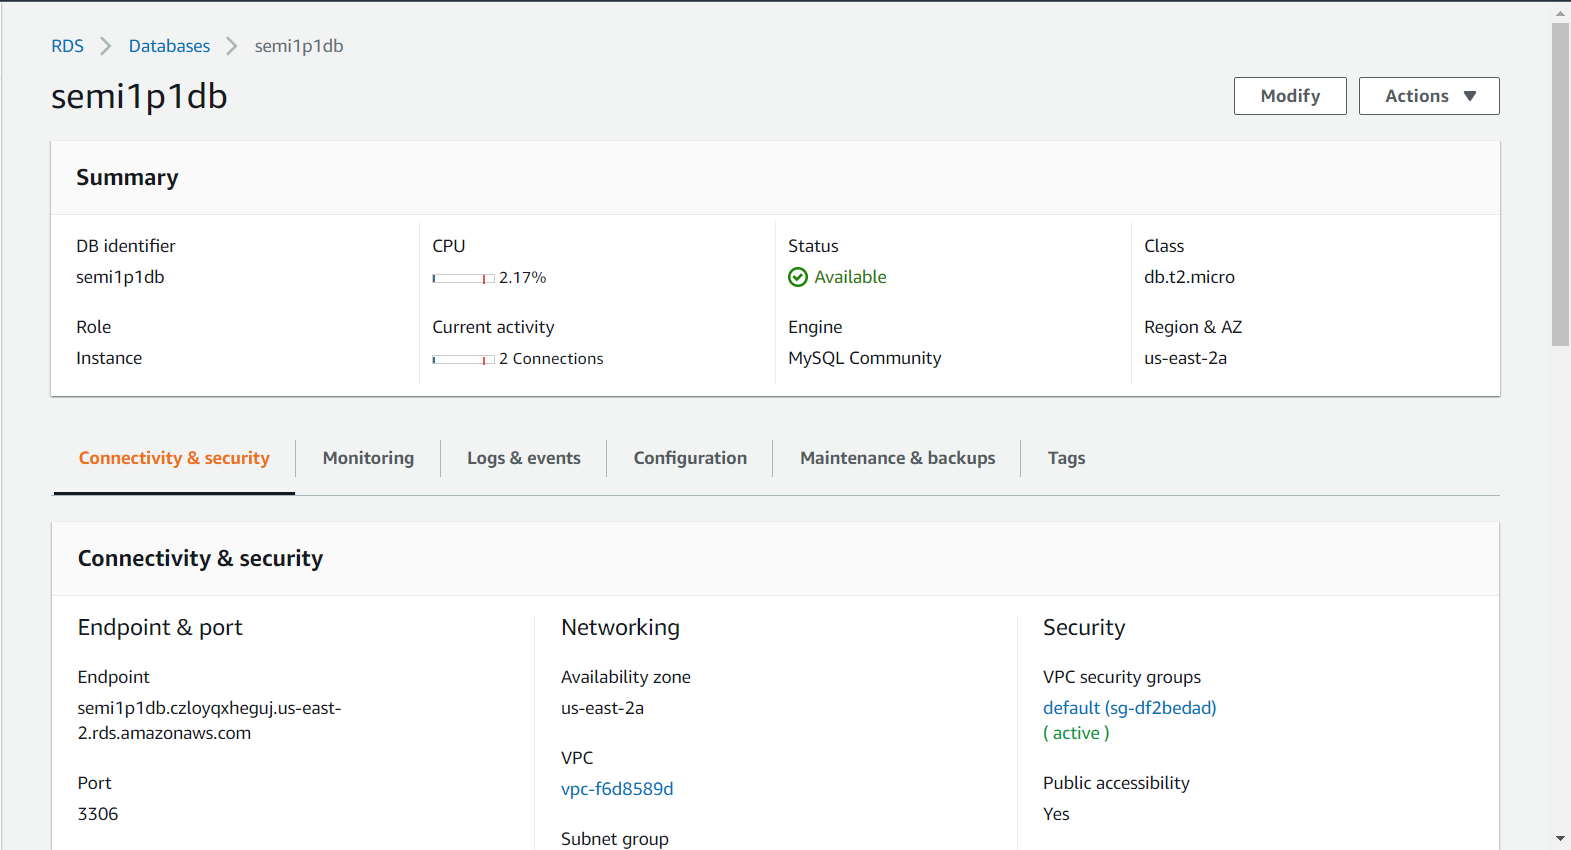 RDS > Databases > semi1p1db
semi1p1db
Modify
Actions
Summary
DB identifier
semi1p1db
CPU
2.17%
Status
Available
Class
db.t2.micro
Role
Instance
Current activity
2 Connections
Engine
MySQL Community
Region & AZ
us-east-2a
Connectivity & security
Monitoring
Logs & events
Configuration
Maintenance & backups
Tags
Connectivity & security
Endpoint & port
Endpoint
semi1p1db.czloyqxheguj.us-east-
2.rds.amazonaws.com
Port
3306
Networking
Availability zone
us-east-2a
VPC
vpc-f6d8589d
Subnet group
Security
VPC security groups
default (sg-df2bedad)
( active )
Public accessibility
Yes